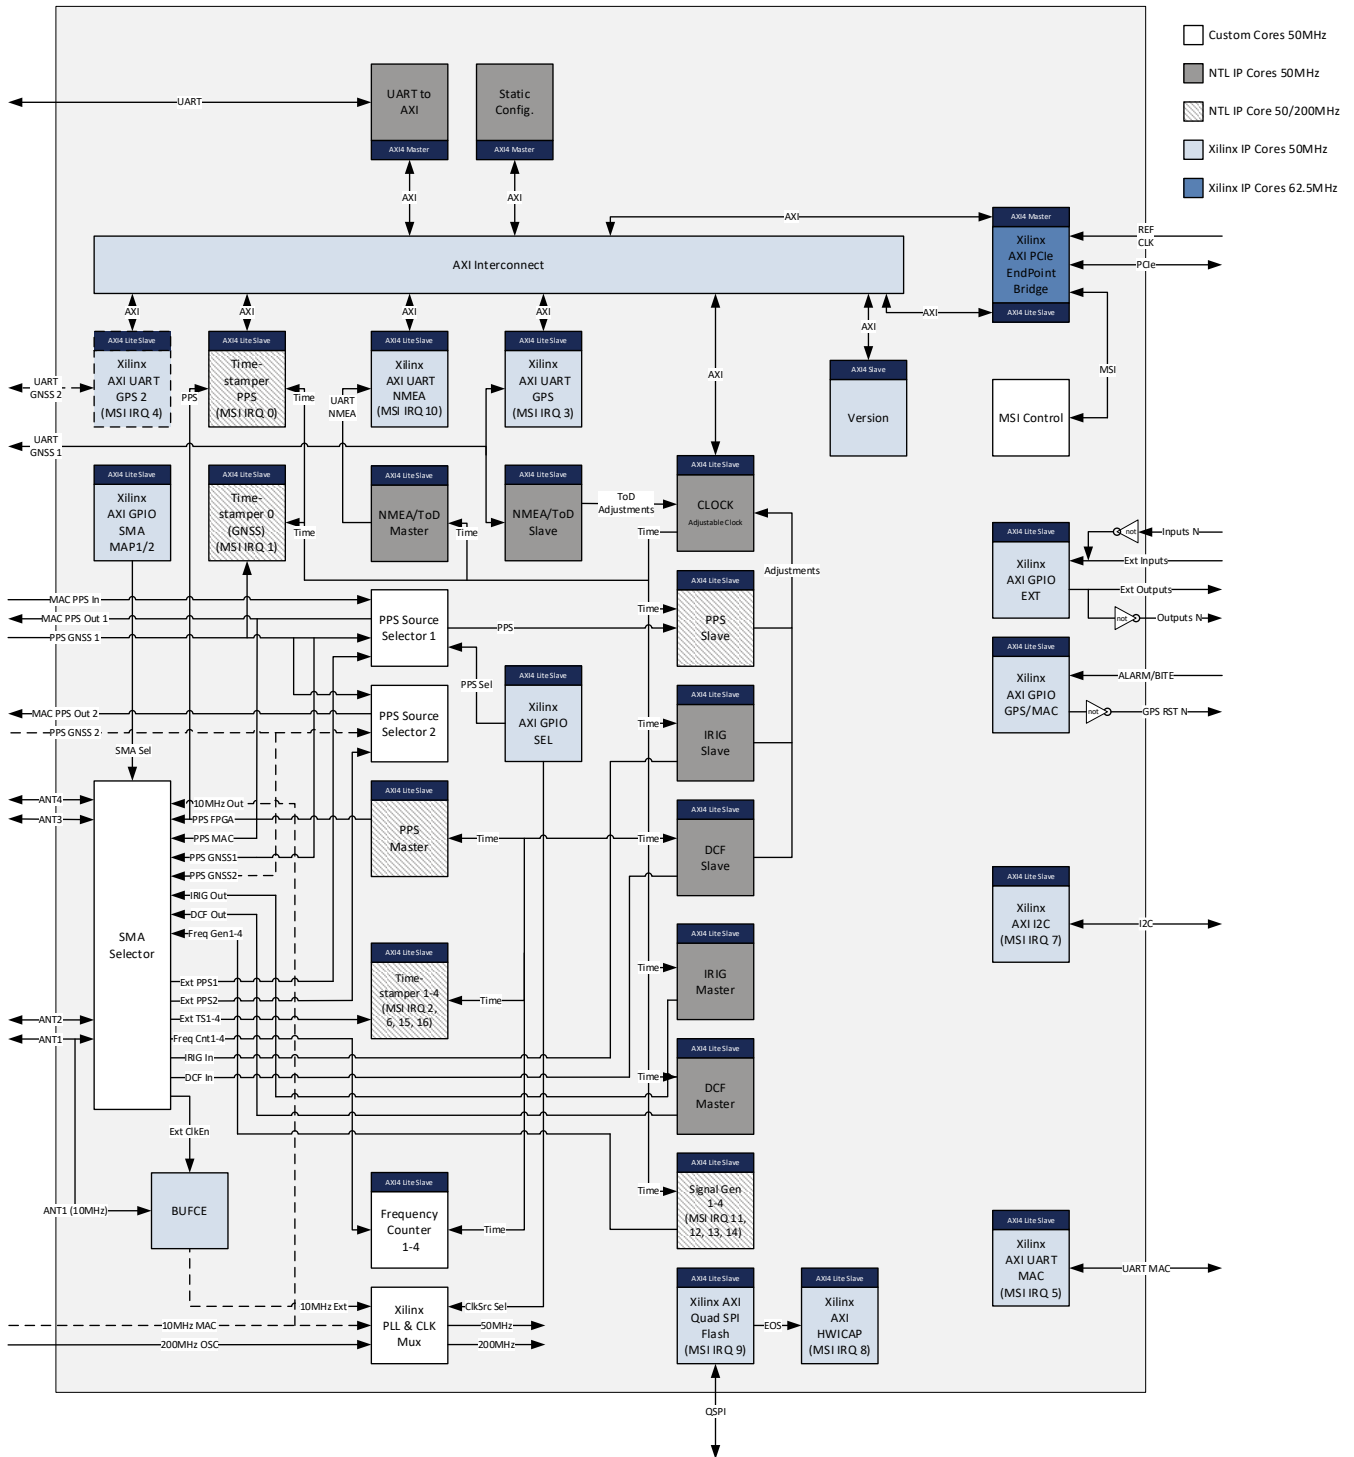 Custom Cores 50MHz
NTL IP Cores 50MHz
NTL IP Core 50/200MHz
Xilinx IP Cores 50MHz
Xilinx IP Cores 62.5MHz
UART
UART to
AXI
AXI4 Master
Static
Config.
AXI4 Master
AXI
AXI
AXI
AXI4 Master
Xilinx
AXI PCIe
EndPoint
Bridge
AXI4 Lite Slave
REF
CLK
PCIe
AXI Interconnect
AXI
AXI
AXI
AXI
AXI
AXI
AXI
MSI
UART
GNSS 2
AXI4 Lite Slave
Xilinx
AXI UART
GPS 2
(MSI IRQ 4)
PPS
AXI4 Lite Slave
Time-
stamper
PPS
(MSI IRQ 0)
Time
UART
NMEA
AXI4 Lite Slave
Xilinx
AXI UART
NMEA
(MSI IRQ 10)
AXI4 Lite Slave
Xilinx
AXI UART
GPS
(MSI IRQ 3)
AXI4 Slave
Version
MSI Control
UART
GNSS 1
AXI4 Lite Slave
Xilinx
AXI GPIO
SMA
MAP1/2
AXI4 Lite Slave
Time-
stamper 0
(GNSS)
(MSI IRQ 1)
Time
AXI4 Lite Slave
NMEA/ToD
Master
Time
AXI4 Lite Slave
NMEA/ToD
Slave
ToD
Adjustments
AXI4 Lite Slave
CLOCK
Adjustable Clock
Time
Adjustments
AXI4 Lite Slave
Xilinx
AXI GPIO
EXT
not
Inputs N
Ext Inputs
Ext Outputs
not
Outputs N
MAC PPS In
MAC PPS Out 1
PPS GNSS 1
PPS Source
Selector 1
PPS
Time
AXI4 Lite Slave
PPS
Slave
AXI4 Lite Slave
Xilinx
AXI GPIO
GPS/MAC
ALARM/BITE
not
GPS RST N
PPS Sel
AXI4 Lite Slave
Xilinx
AXI GPIO
SEL
MAC PPS Out 2
PPS GNSS 2
PPS Source
Selector 2
Time
AXI4 Lite Slave
IRIG
Slave
SMA Sel
ANT4
ANT3
10MHz Out
PPS FPGA
PPS MAC
PPS GNSS1
PPS GNSS2
IRIG Out
DCF Out
Freq Gen1-4
AXI4 Lite Slave
PPS
Master
Time
Time
AXI4 Lite Slave
DCF
Slave
AXI4 Lite Slave
Xilinx
AXI I2C
(MSI IRQ 7)
I2C
SMA
Selector
Ext PPS1
Ext PPS2
Ext TS1-4
Freq Cnt1-4
IRIG In
DCF In
AXI4 Lite Slave
Time-
stamper 1-4
(MSI IRQ 2,
6, 15, 16)
Time
Time
AXI4 Lite Slave
IRIG
Master
ANT2
ANT1
Time
AXI4 Lite Slave
DCF
Master
Ext ClkEn
ANT1 (10MHz)
BUFCE
AXI4 Lite Slave
Frequency
Counter
1-4
Time
Time
AXI4 Lite Slave
Signal Gen
1-4
(MSI IRQ 11,
12, 13, 14)
AXI4 Lite Slave
Xilinx
AXI UART
MAC
(MSI IRQ 5)
UART MAC
10MHz Ext
10MHz MAC
200MHz OSC
Xilinx
PLL & CLK
Mux
ClkSrc Sel
50MHz
200MHz
AXI4 Lite Slave
Xilinx AXI
Quad SPI
Flash
(MSI IRQ 9)
EOS
AXI4 Lite Slave
Xilinx
AXI
HWICAP
(MSI IRQ 8)
QSPI